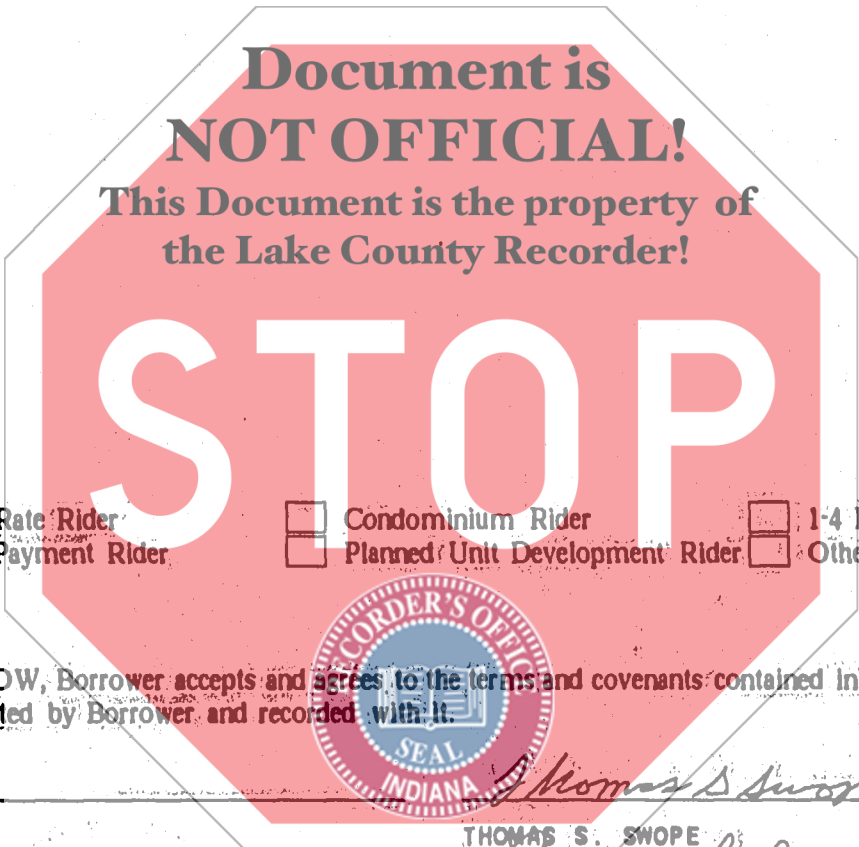 Document is
NOT OFFICIAL!
This Document is the property of
the Lake County Recorder!
STOP
Rate Rider Condominium Rider 1-4
Payment Rider Planned Unit Development Rider Othe
OW, Borrower accepts and agrees to the terms and covenants contained in
ted by Borrower and recorded with it.
RECORDER'S OFFICE
SEAL
INDIANA
Thomas S Swop
THOMAS S. SWOPE